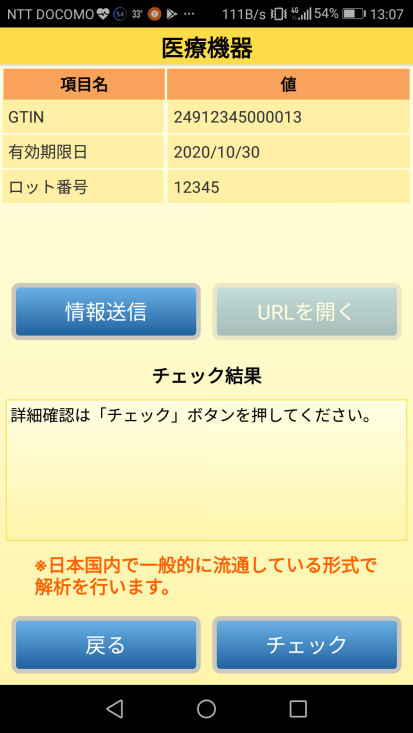 NTT DOCOMO 54 33° ... 111B/s 4G 54% 13:07
医療機器
項目名 値
GTIN 24912345000013
有効期限日 2020/10/30
ロット番号 12345
情報送信 URLを開く
チェック結果
詳細確認は「チェック」ボタンを押してください。
※日本国内で一般的に流通している形式で
解析を行います。
戻る チェック